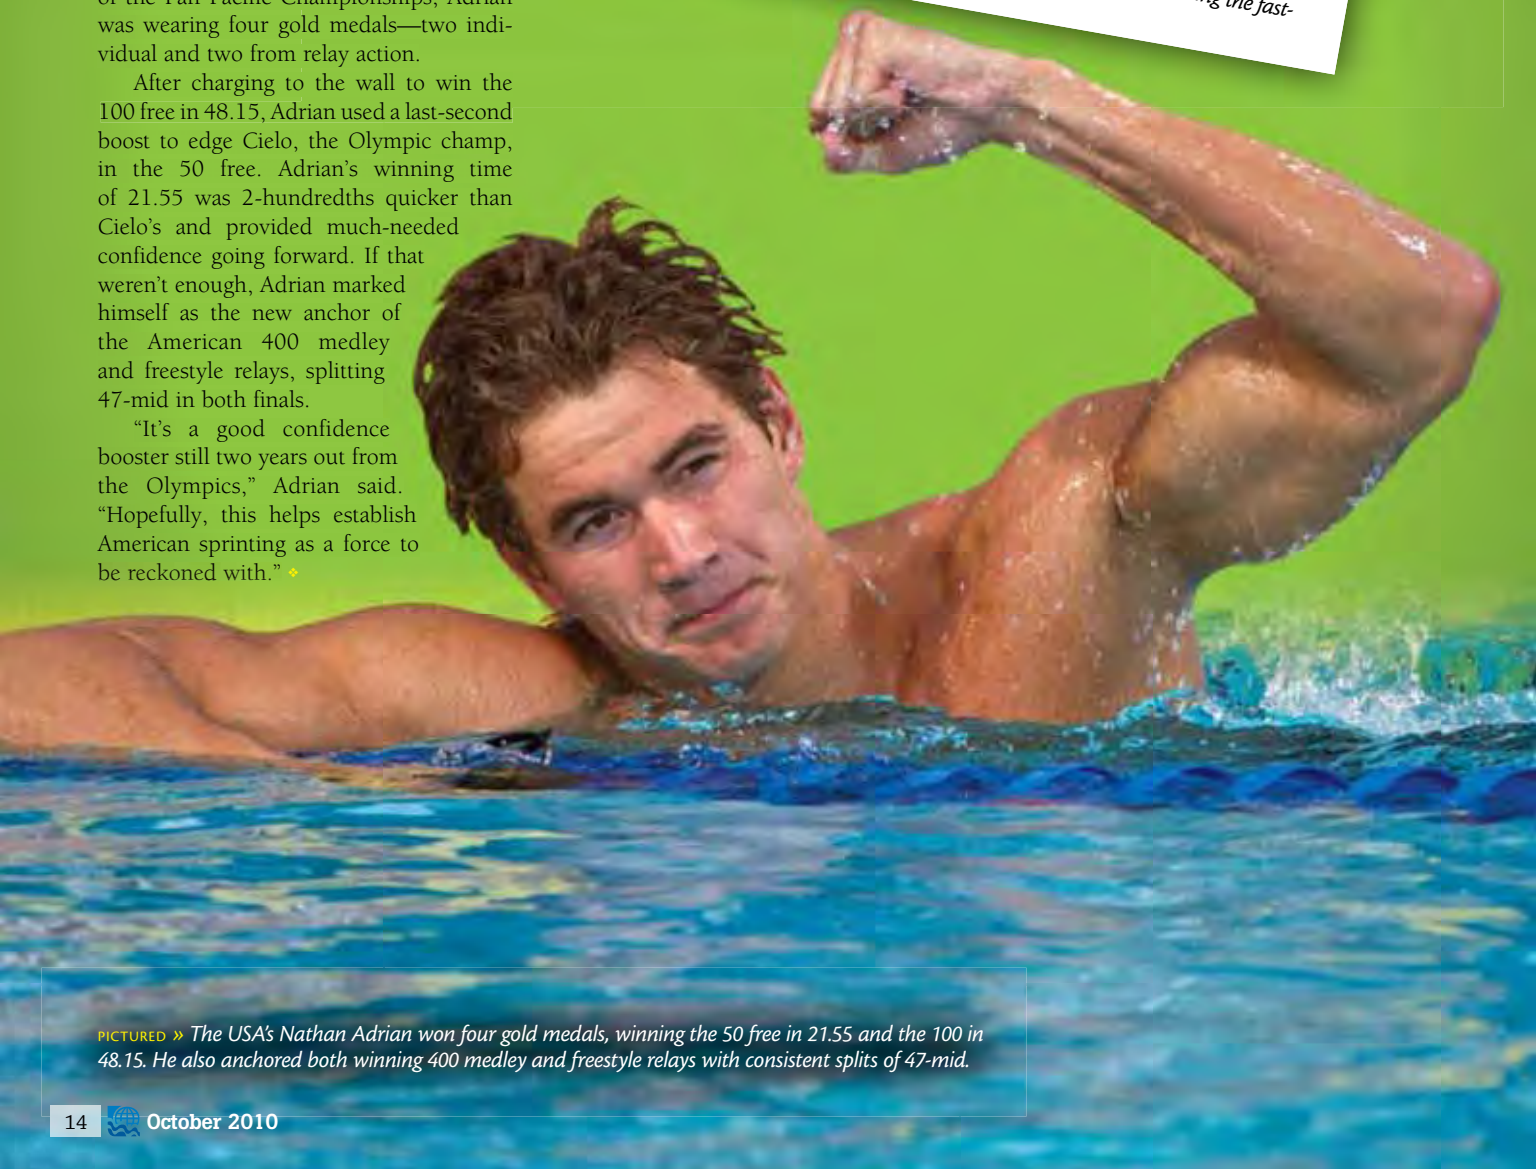 of the Pan Pacific Championships, Adrian
was wearing four gold medals—two indi-
vidual and two from relay action.
After charging to the wall to win the
100 free in 48.15, Adrian used a last-second
boost to edge Cielo, the Olympic champ,
in the 50 free. Adrian's winning time
of 21.55 was 2-hundredths quicker than
Cielo's and provided much-needed
confidence going forward. If that
weren't enough, Adrian marked
himself as the new anchor of
the American 400 medley
and freestyle relays, splitting
47-mid in both finals.
“It's a good confidence
booster still two years out from
the Olympics,” Adrian said.
“Hopefully, this helps establish
American sprinting as a force to
be reckoned with.” ❖
the fast-
PICTURED » The USA's Nathan Adrian won four gold medals, winning the 50 free in 21.55 and the 100 in
48.15. He also anchored both winning 400 medley and freestyle relays with consistent splits of 47-mid.
14 October 2010